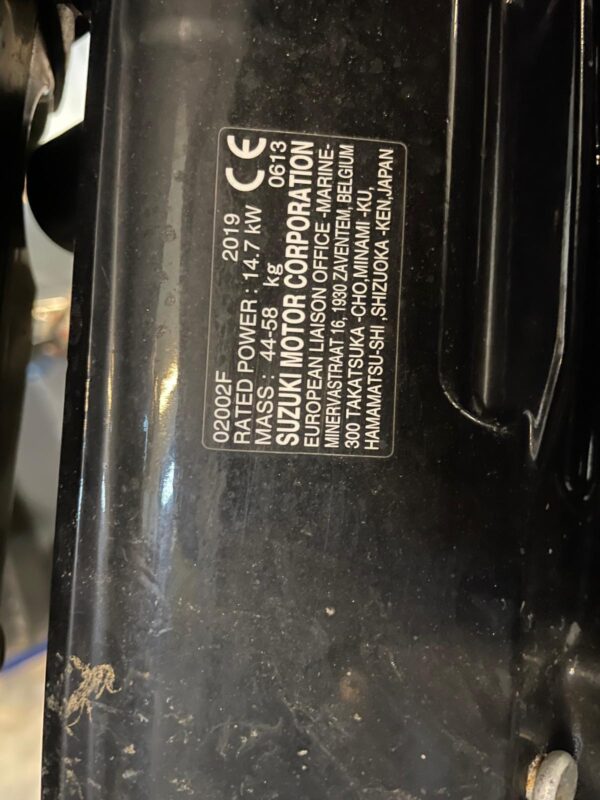 02002F 2019
RATED POWER : 14.7 kW CE
MASS : 44-58 kg 0613
SUZUKI MOTOR CORPORATION
EUROPEAN LIAISON OFFICE -MARINE-
MINERVASTRAAT 16, 1930 ZAVENTEM, BELGIUM
300 TAKATSUKA -CHO,MINAMI -KU,
HAMAMATSU-SHI ,SHIZUOKA -KEN,JAPAN